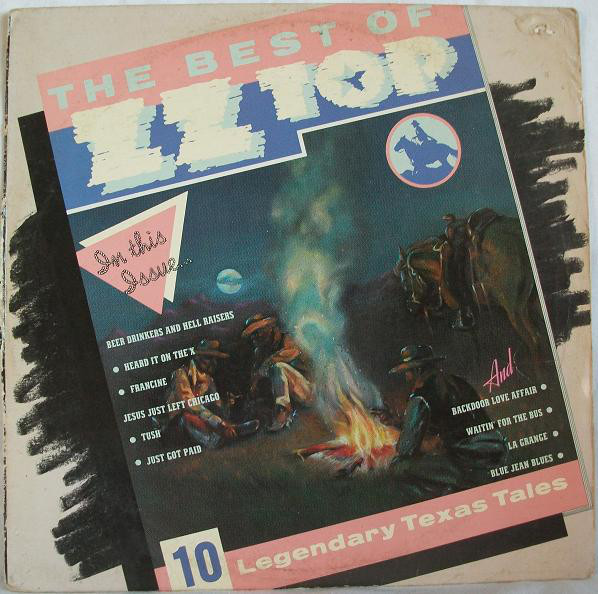 THE BEST OF
ZZ TOP
In this
Issue...
BEER DRINKERS AND HELL RAISERS
• HEARD IT ON THE X
• FRANCINE
JESUS JUST LEFT CHICAGO
• TUSH
• JUST GOT PAID
And
BACKDOOR LOVE AFFAIR •
WAITIN' FOR THE BUS •
LA GRANGE •
BLUE JEAN BLUES •
10 Legendary Texas Tales